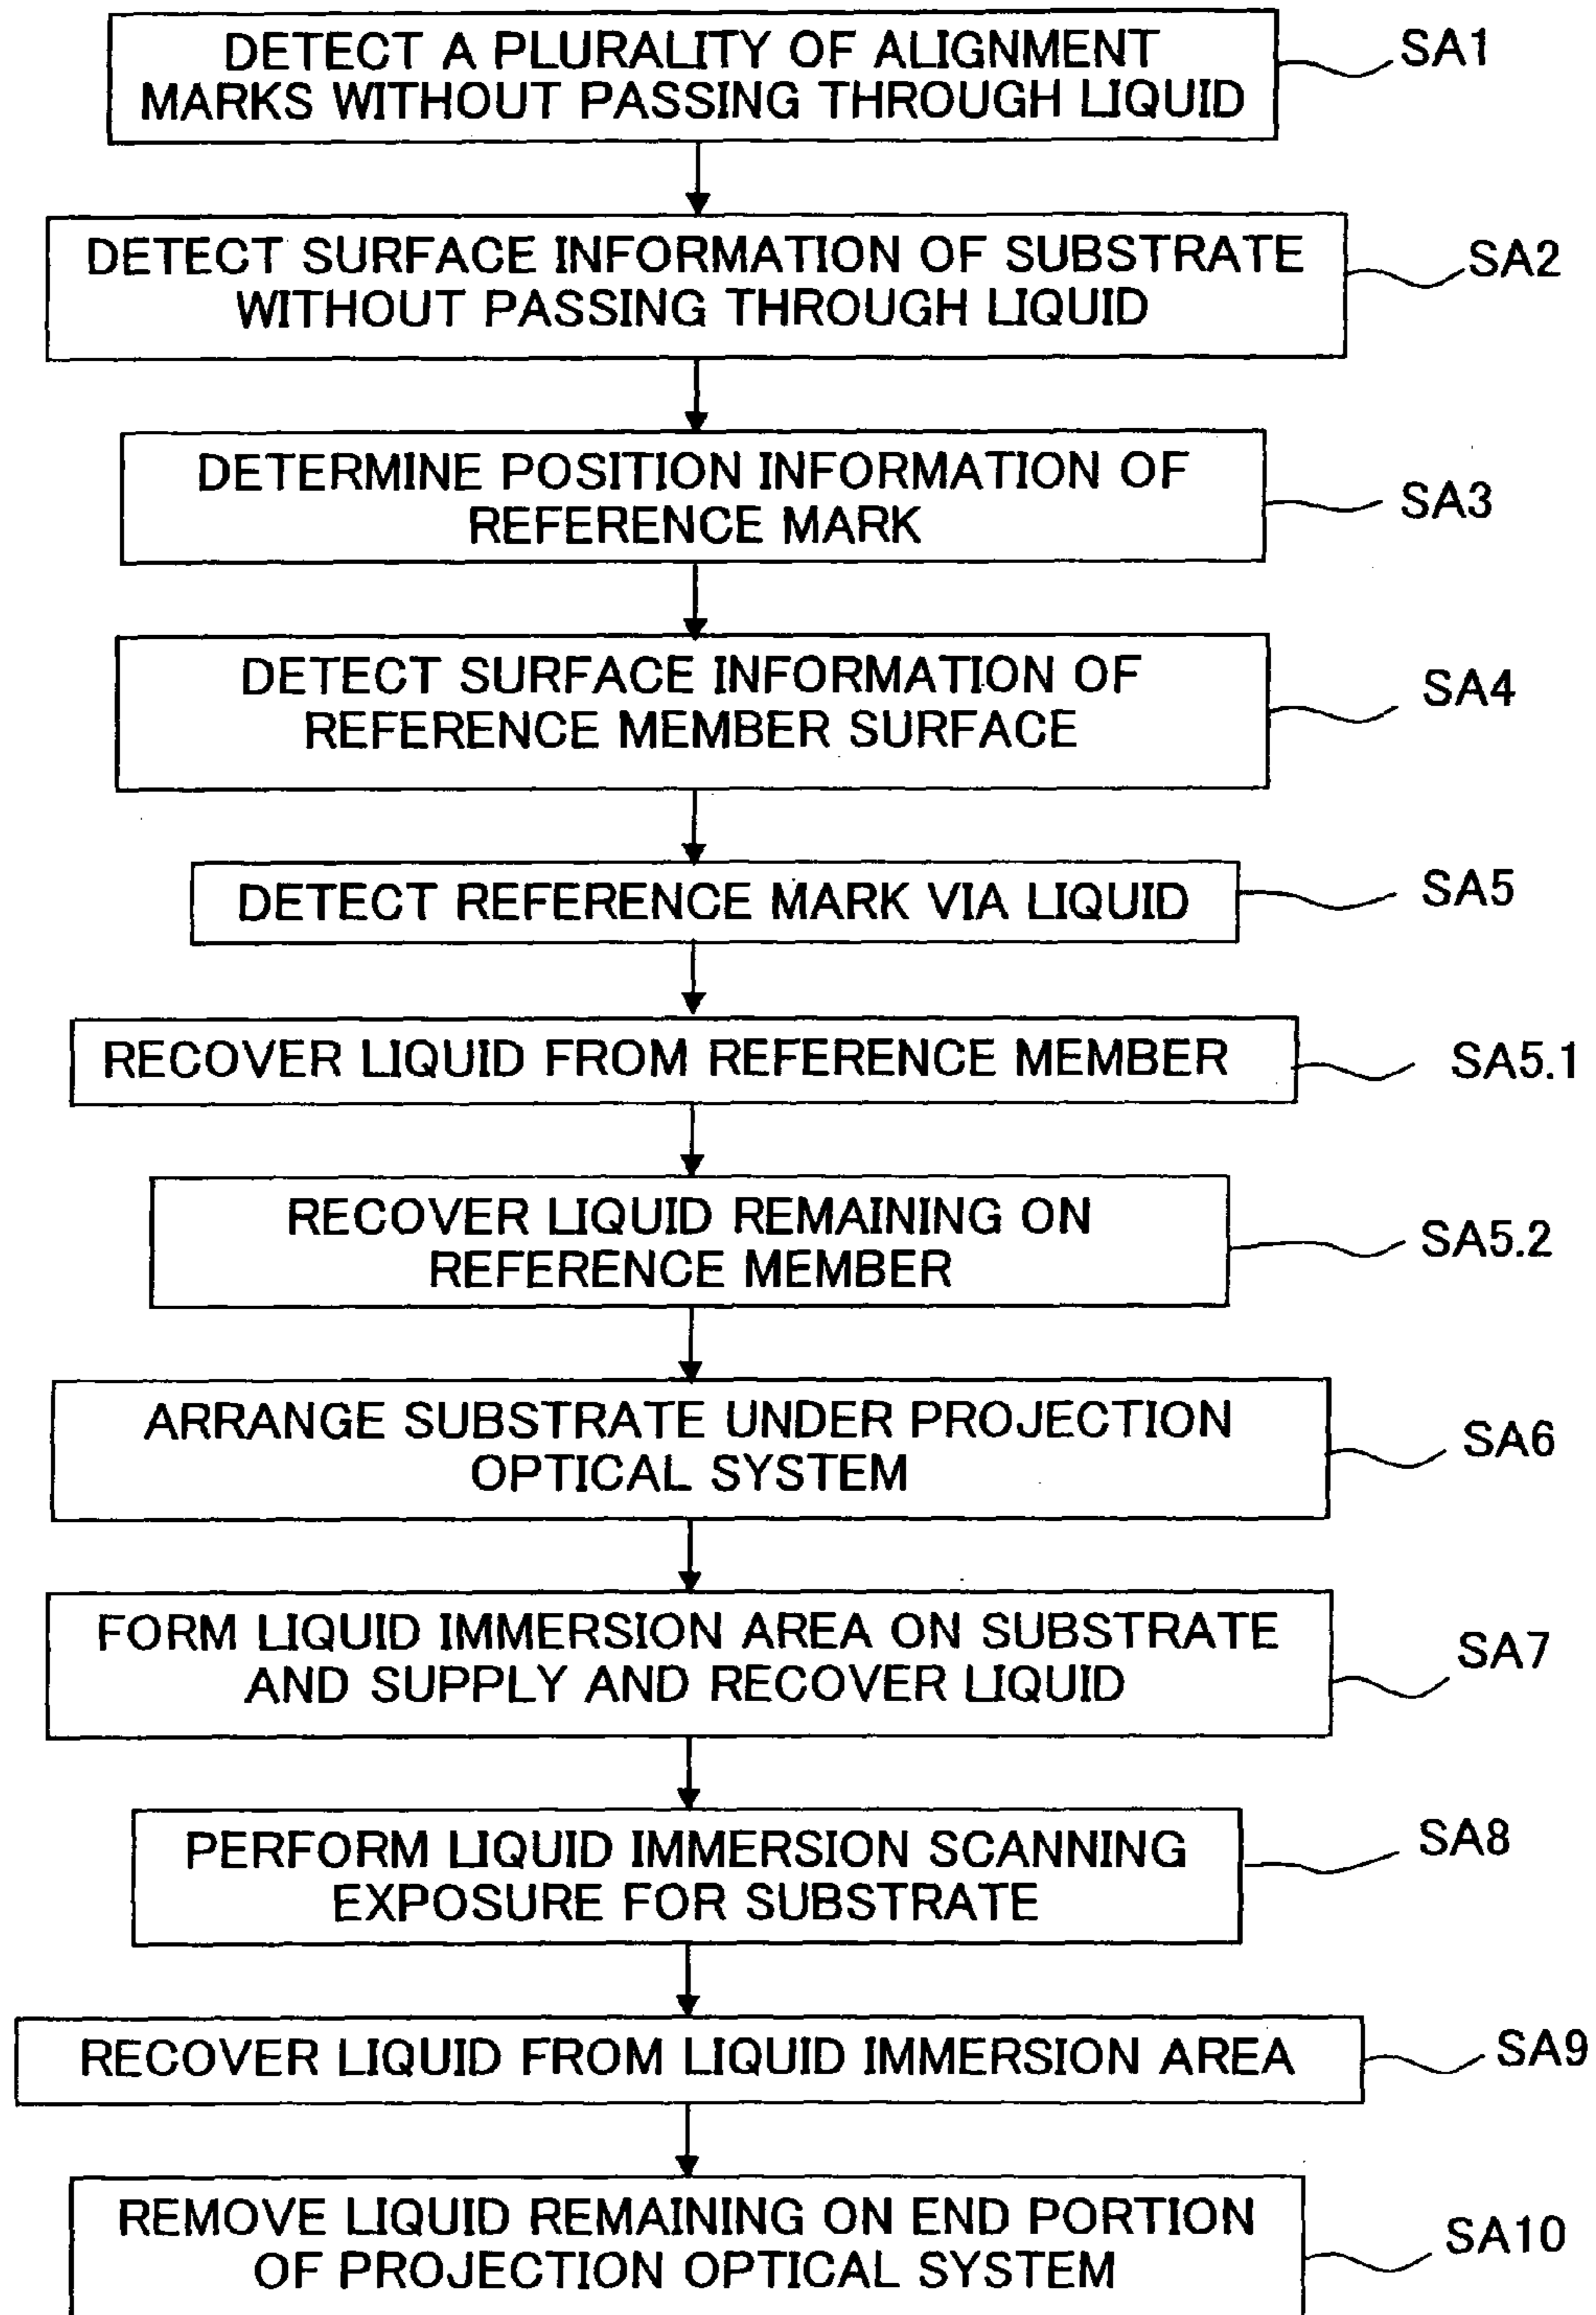 DETECT A PLURALITY OF ALIGNMENT
MARKS WITHOUT PASSING THROUGH LIQUID
SA1
DETECT SURFACE INFORMATION OF SUBSTRATE
WITHOUT PASSING THROUGH LIQUID
SA2
DETERMINE POSITION INFORMATION OF
REFERENCE MARK
SA3
DETECT SURFACE INFORMATION OF
REFERENCE MEMBER SURFACE
SA4
DETECT REFERENCE MARK VIA LIQUID
SA5
RECOVER LIQUID FROM REFERENCE MEMBER
SA5.1
RECOVER LIQUID REMAINING ON
REFERENCE MEMBER
SA5.2
ARRANGE SUBSTRATE UNDER PROJECTION
OPTICAL SYSTEM
SA6
FORM LIQUID IMMERSION AREA ON SUBSTRATE
AND SUPPLY AND RECOVER LIQUID
SA7
PERFORM LIQUID IMMERSION SCANNING
EXPOSURE FOR SUBSTRATE
SA8
RECOVER LIQUID FROM LIQUID IMMERSION AREA
SA9
REMOVE LIQUID REMAINING ON END PORTION
OF PROJECTION OPTICAL SYSTEM
SA10